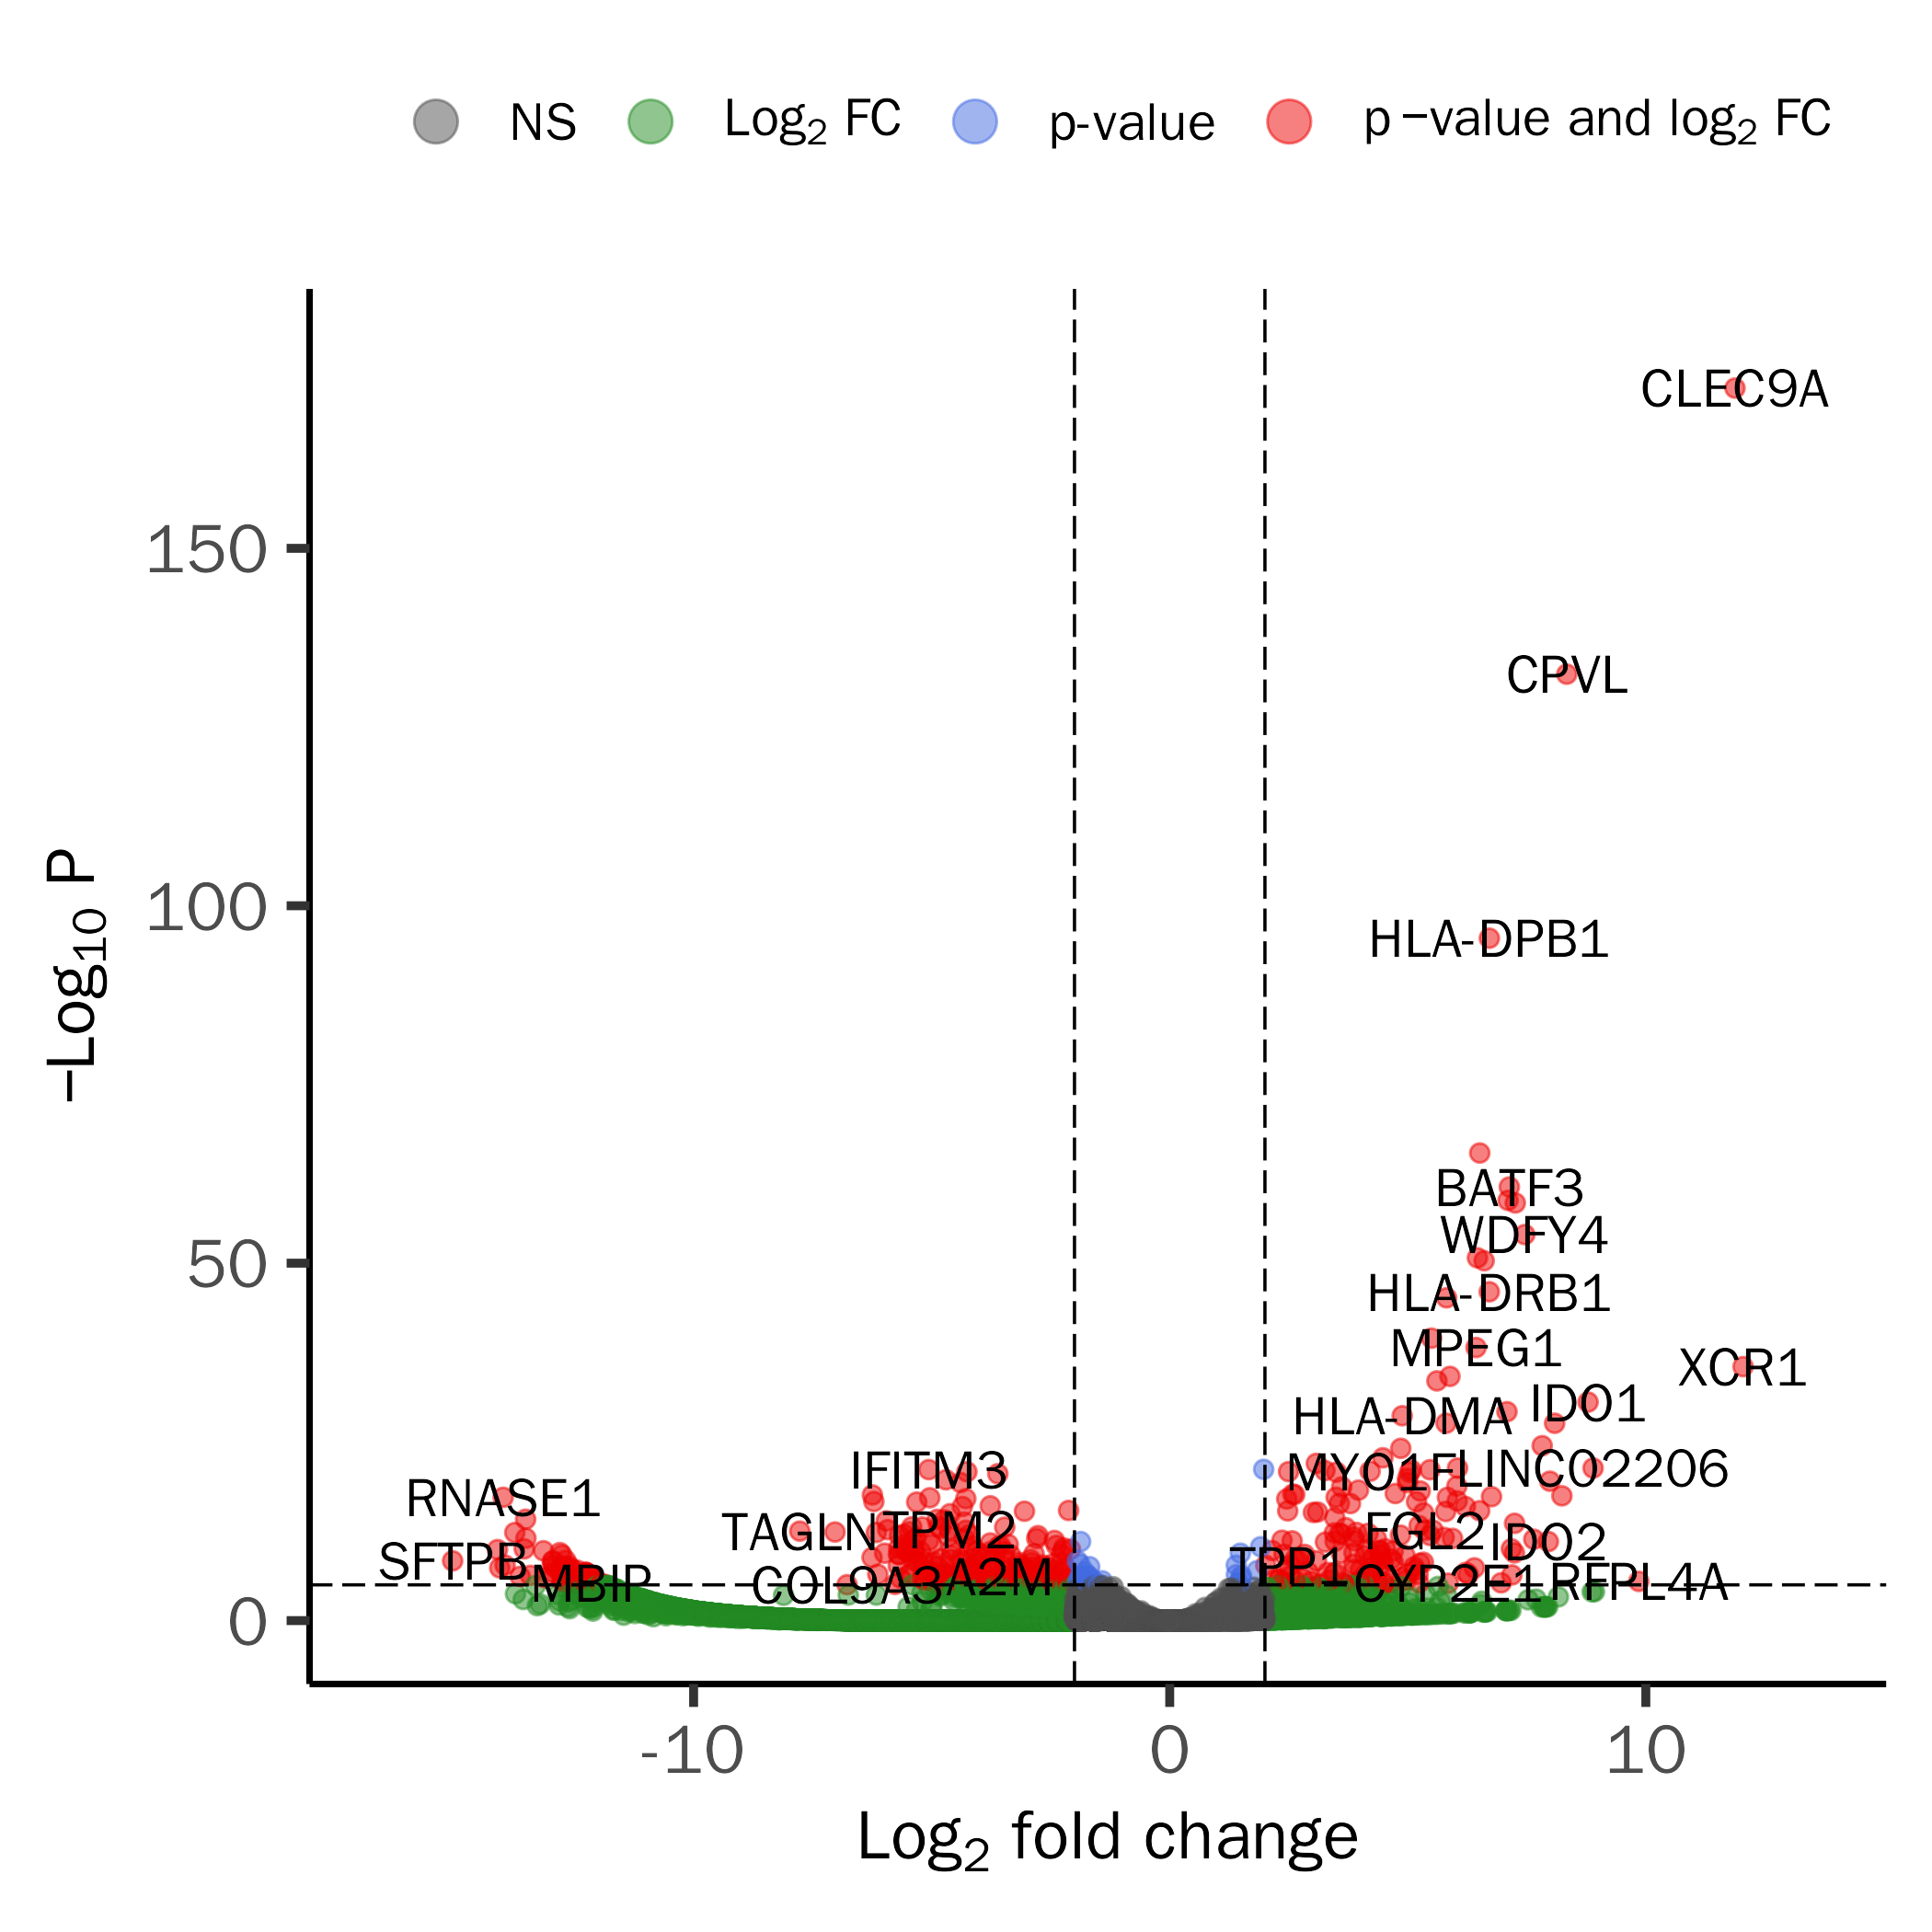 NS Log2 FC p-value p −value and log2 FC
CLEC9A
150
CPVL
100
HLA-DPB1
−Log10 P
BATF3
WDFY4
50
HLA-DRB1
MPEG1
XCR1
IDO1
HLA-DMA
IFITM3 MYO1F LINC02206
RNASE1
TAGLN TPM2 FGL2 IDO2
SFTPB TPP1
MBIP COL9A3 A2M CYP2E1 RFPL4A
0
-10 0 10
Log2 fold change